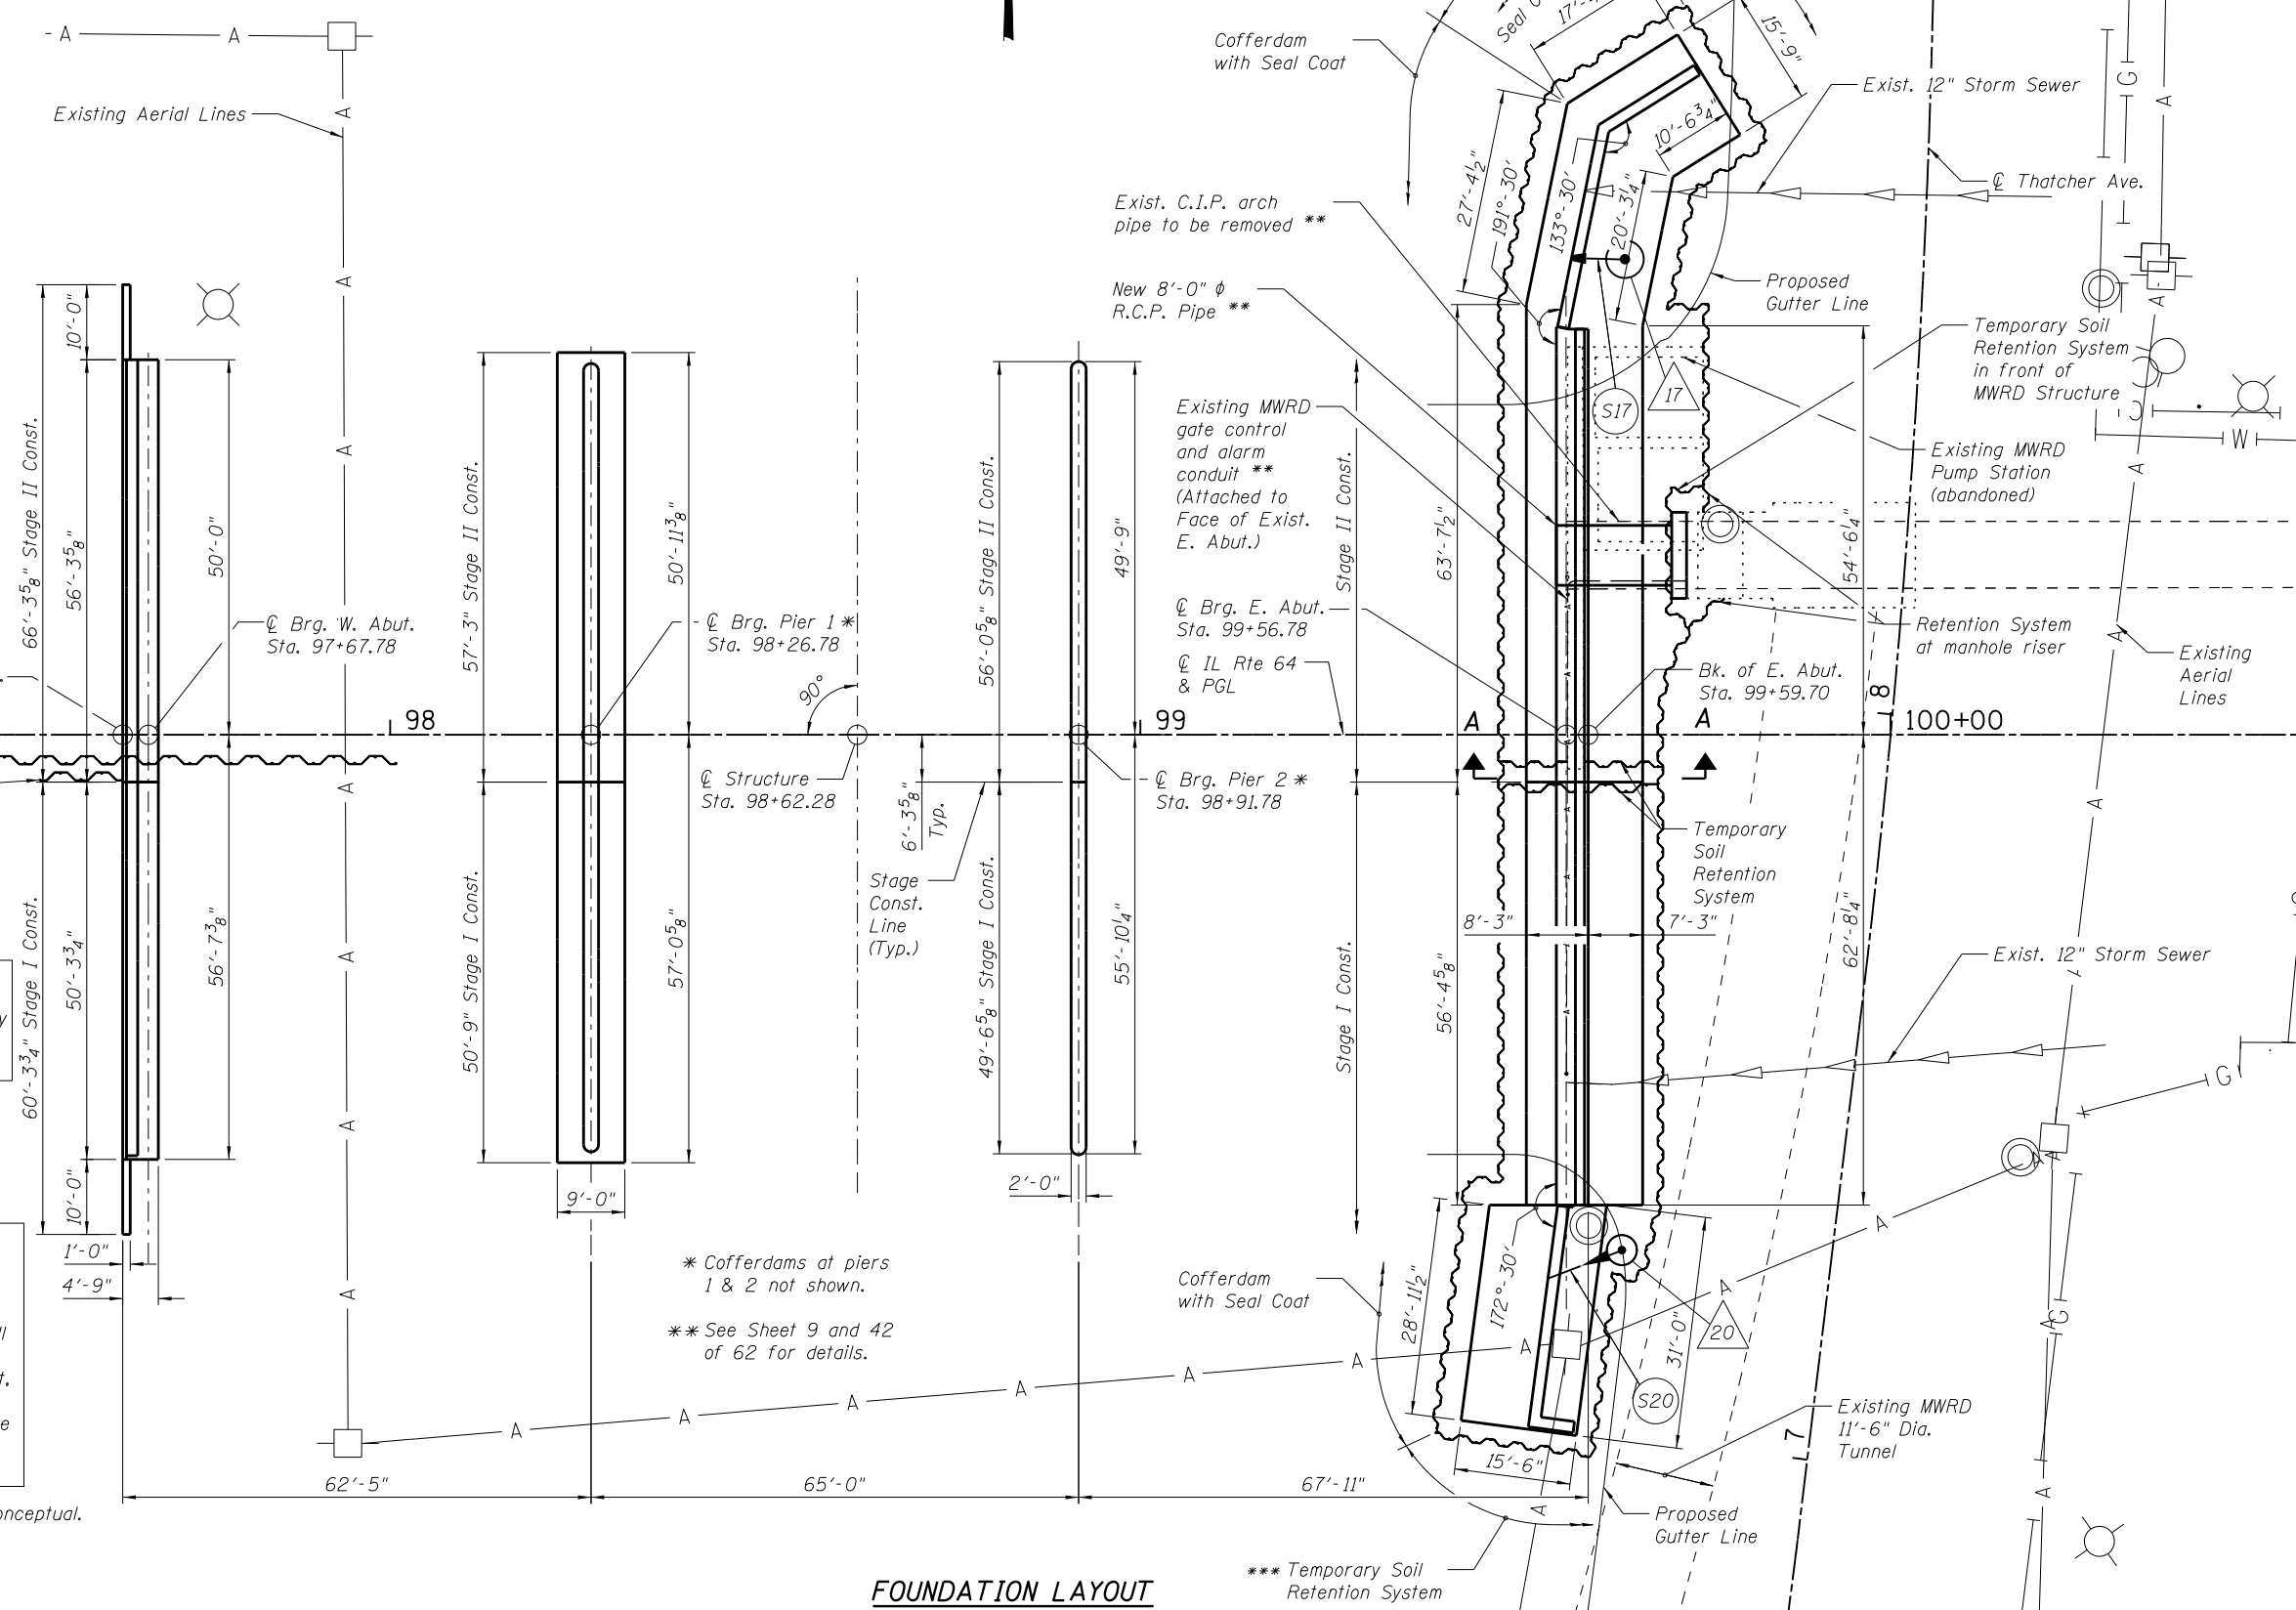 - A
A
Existing Aerial Lines
A
A
A
A
A
A
A
A
Cofferdam
with Seal Coat
Seal
17'-
15'-9"
Exist. 12" Storm Sewer
G
A
10'-6¾"
℄ Thatcher Ave.
27'-4½"
191°-30'
133°-30'
20'-3¼"
Exist. C.I.P. arch
pipe to be removed **
New 8'-0" ϕ
R.C.P. Pipe **
Proposed
Gutter Line
Temporary Soil
Retention System
in front of
MWRD Structure
A
G
W
S17
17
Existing MWRD
gate control
and alarm
conduit **
(Attached to
Face of Exist.
E. Abut.)
Existing MWRD
Pump Station
(abandoned)
10'-0"
66'-3⅝" Stage II Const.
56'-3⅝"
50'-0"
57'-3" Stage II Const.
50'-11⅜"
56'-0⅝" Stage II Const.
49'-9"
Stage II Const.
63'-7½"
54'-6¼"
℄ Brg. W. Abut.
Sta. 97+67.78
℄ Brg. Pier 1 *
Sta. 98+26.78
90°
℄ Brg. E. Abut.
Sta. 99+56.78
℄ IL Rte 64
& PGL
Retention System
at manhole riser
Bk. of E. Abut.
Sta. 99+59.70
Existing
Aerial
Lines
98
99
A
A
18
100+00
℄ Structure
Sta. 98+62.28
6'-3⅝"
Typ.
℄ Brg. Pier 2 *
Sta. 98+91.78
Stage
Const.
Line
(Typ.)
Temporary
Soil
Retention
System
60'-3¾" Stage I Const.
50'-3¾"
56'-7⅜"
50'-9" Stage I Const.
57'-0⅝"
49'-6⅝" Stage I Const.
55'-10¼"
Stage I Const.
56'-4⅝"
8'-3"
7'-3"
62'-8¼"
Exist. 12" Storm Sewer
G
10'-0"
1'-0"
4'-9"
9'-0"
2'-0"
* Cofferdams at piers
1 & 2 not shown.
** See Sheet 9 and 42
of 62 for details.
Cofferdam
with Seal Coat
28'-11½"
172°-30'
31'-0"
20
S20
15'-6"
A
A
A
A
A
A
A
A
A
G
Existing MWRD
11'-6" Dia.
Tunnel
17
62'-5"
65'-0"
67'-11"
A
A
Proposed
Gutter Line
onceptual.
*** Temporary Soil
Retention System
FOUNDATION LAYOUT